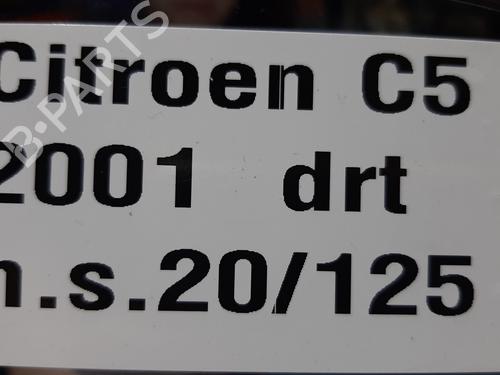 Citroen C5
2001 drt
n.s.20/125
B-PARTS